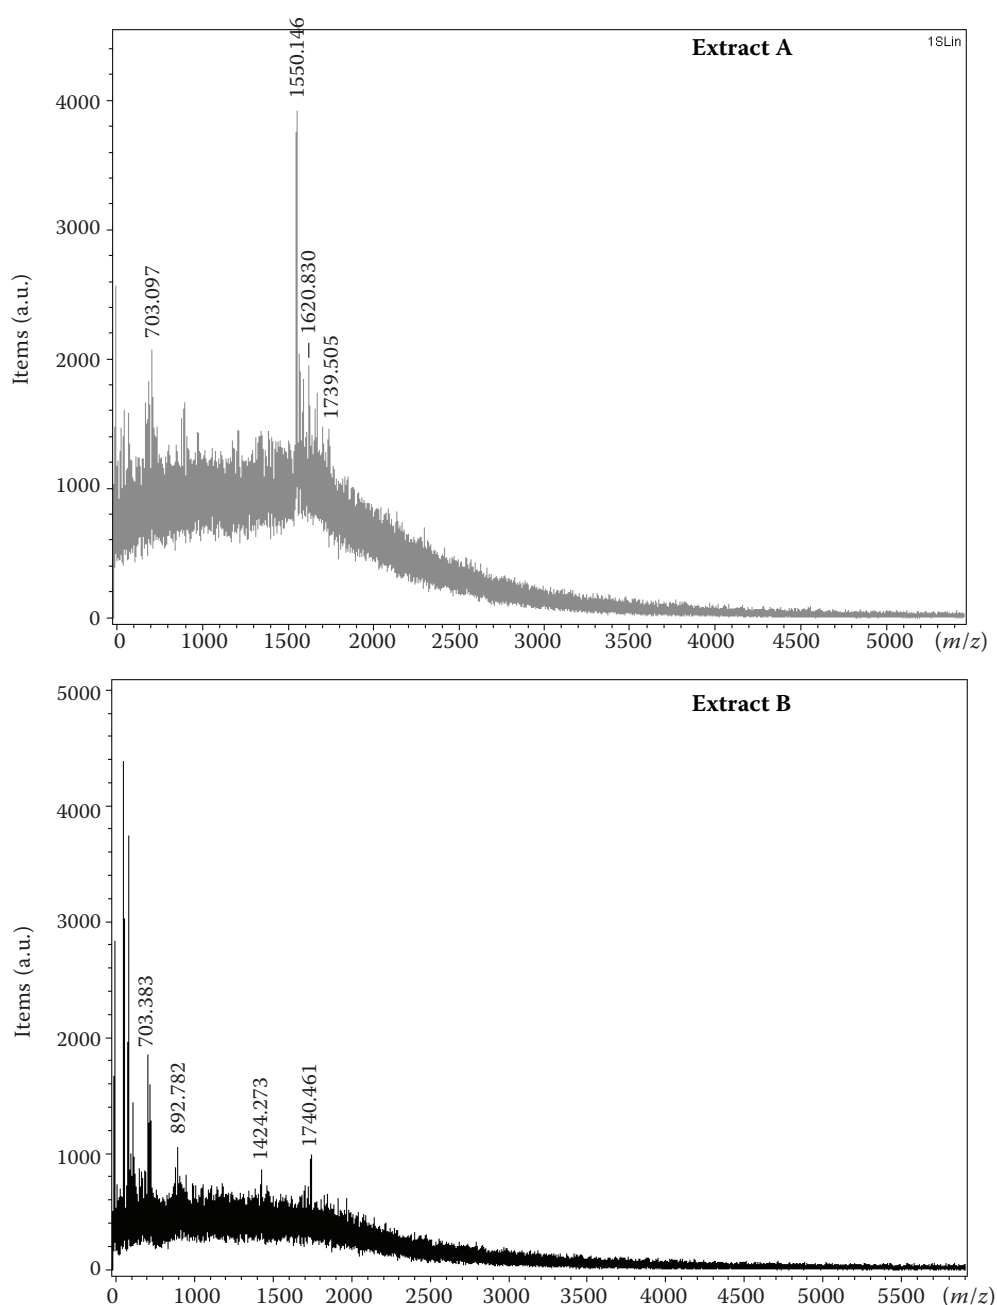 Extract A
1SLin
1550.146
1620.830
1739.505
703.097
4000
3000
2000
1000
0
Items (a.u.)
0 1000 1500 2000 2500 3000 3500 4000 4500 5000 (m/z)
Extract B
5000
4000
3000
2000
1000
0
Items (a.u.)
703.383
892.782
1424.273
1740.461
0 1000 1500 2000 2500 3000 3500 4000 4500 5000 5500 (m/z)